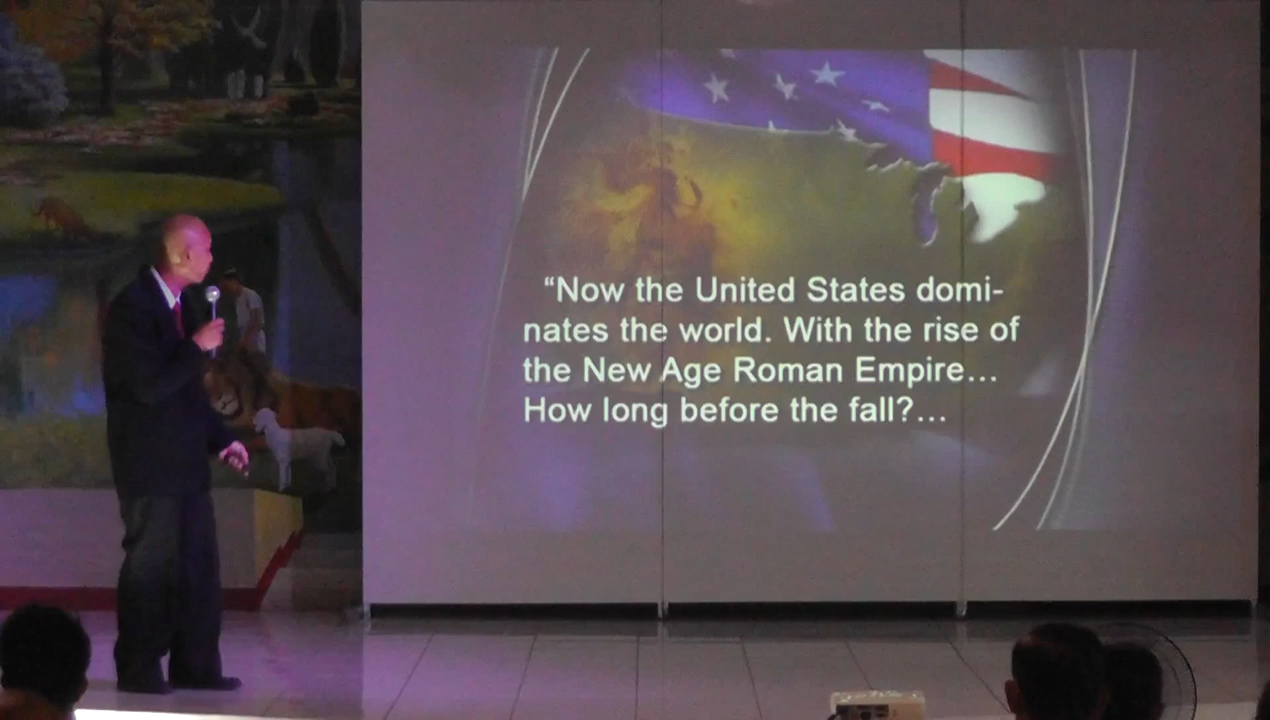 “Now the United States domi-
nates the world. With the rise of
the New Age Roman Empire…
How long before the fall?…